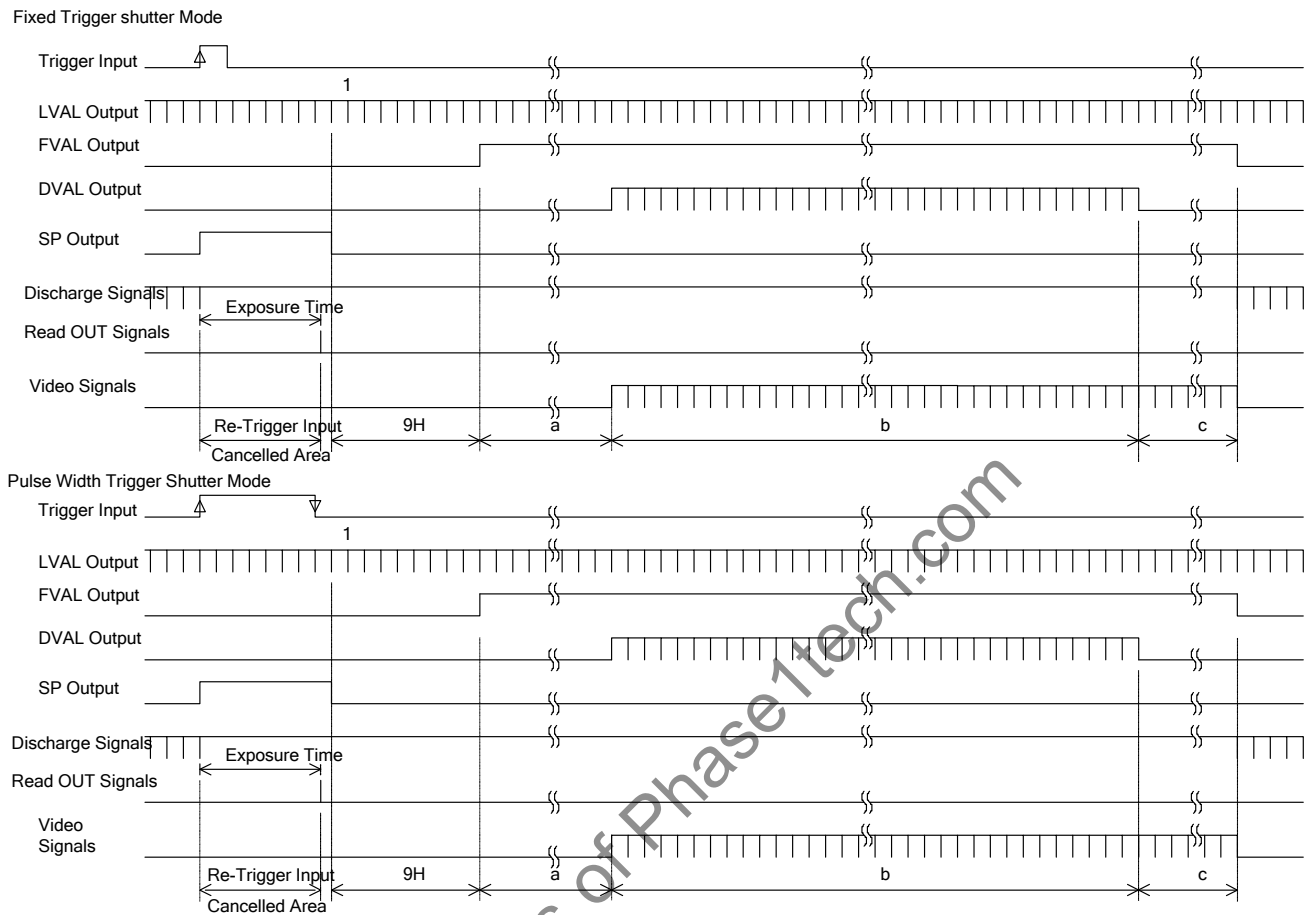 Fixed Trigger shutter Mode
Trigger Input
1
LVAL Output
FVAL Output
DVAL Output
SP Output
Discharge Signals
Exposure Time
Read OUT Signals
Video Signals
Re-Trigger Input 9H a b c
Cancelled Area
Pulse Width Trigger Shutter Mode
Trigger Input
1
LVAL Output
FVAL Output
DVAL Output
SP Output
Discharge Signals
Exposure Time
Read OUT Signals
Video
Signals
Re-Trigger Input 9H a b c
Cancelled Area
s of Phase1tech.com